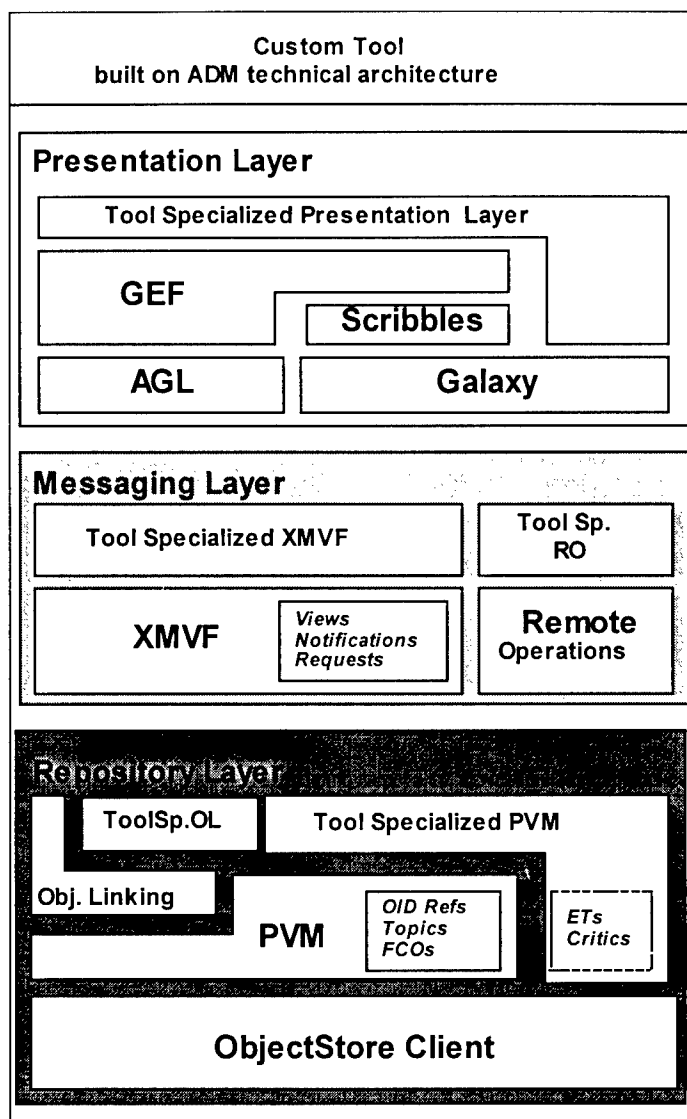 Custom Tool
built on ADM technical architecture
Presentation Layer
Tool Specialized Presentation Layer
GEF
Scribbles
AGL
Galaxy
Messaging Layer
Tool Specialized XMVF
Tool Sp.
RO
XMVF
Views
Notifications
Requests
Remote
Operations
Repository Layer
ToolSp.OL
Tool Specialized PVM
Obj. Linking
PVM
OID Refs
Topics
FCOs
ETs
Critics
ObjectStore Client